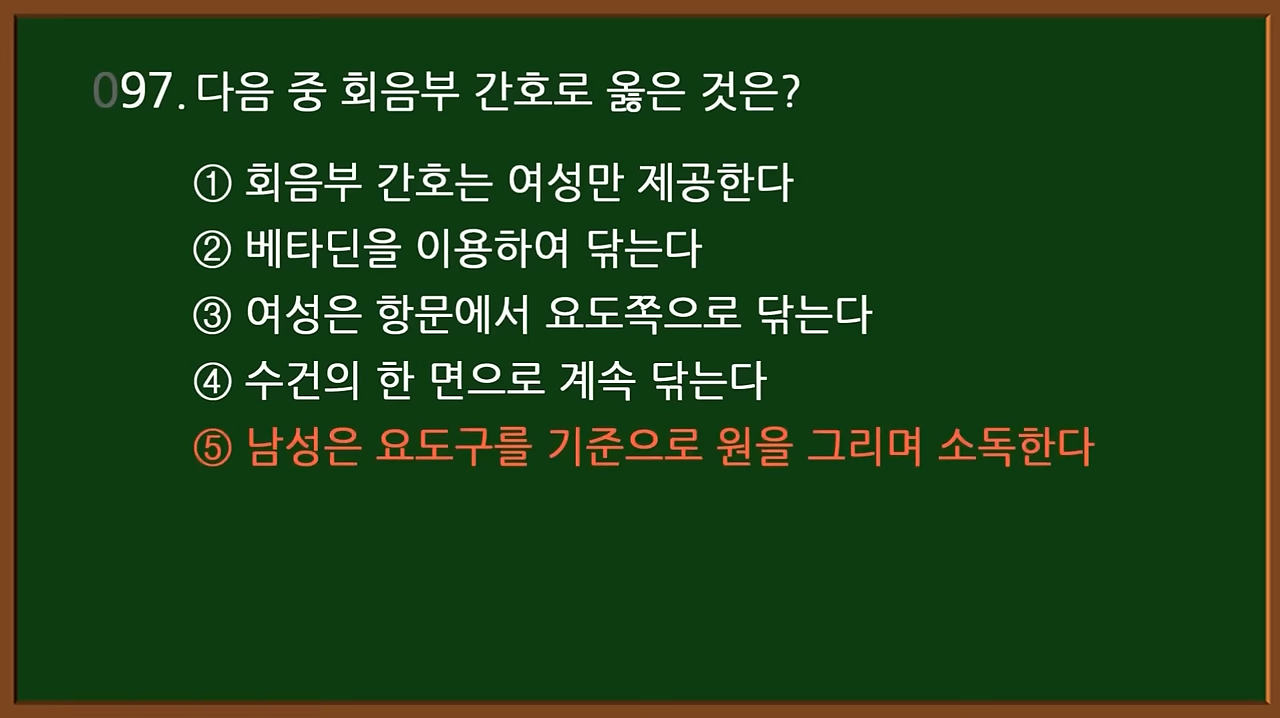 097. 다음 중 회음부 간호로 옳은 것은?
① 회음부 간호는 여성만 제공한다
② 베타딘을 이용하여 닦는다
③ 여성은 항문에서 요도쪽으로 닦는다
④ 수건의 한 면으로 계속 닦는다
⑤ 남성은 요도구를 기준으로 원을 그리며 소독한다